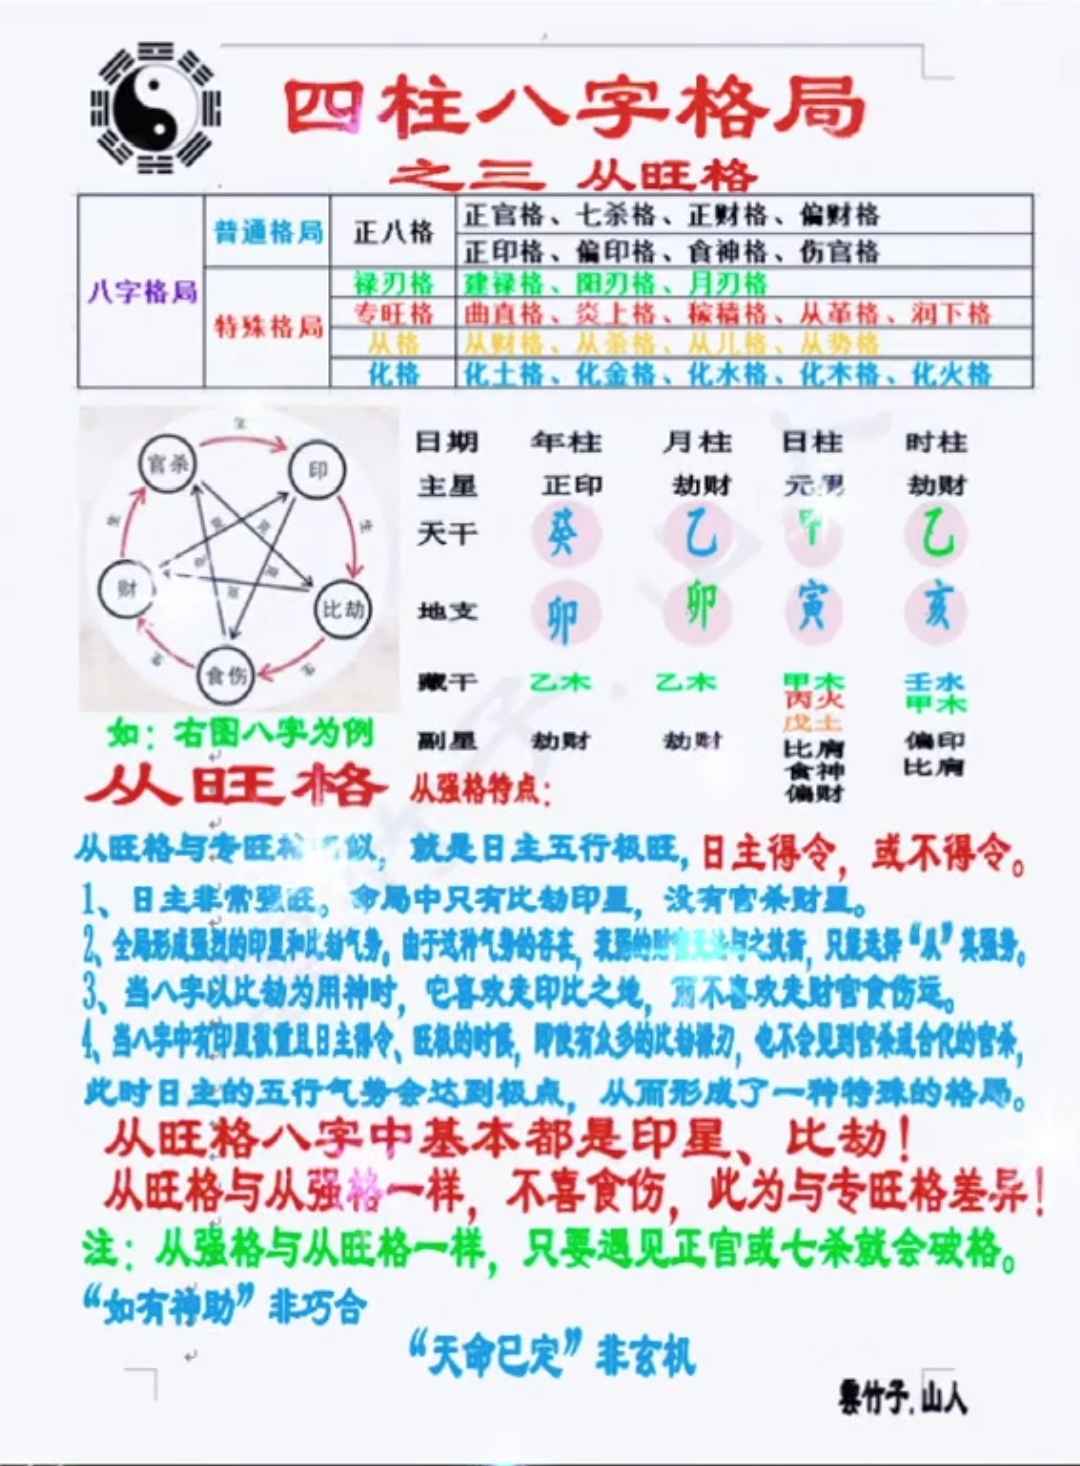 四柱八字格局
之三 从旺格
八字格局
普通格局
正八格
正官格、七杀格、正财格、偏财格
正印格、偏印格、食神格、伤官格
特殊格局
禄刃格
建禄格、阳刃格、月刃格
专旺格
曲直格、炎上格、稼穑格、从革格、润下格
从格
从财格、从杀格、从儿格、从势格
化格
化土格、化金格、化水格、化木格、化火格
官杀
生
印
生
比劫
生
食伤
生
财
生
如：右图八字为例
日期 年柱 月柱 日柱 时柱
主星 正印 劫财 元男 劫财
天干 癸 乙 甲 乙
地支 卯 卯 寅 亥
藏干 乙木 乙木 甲木 壬水
丙火 甲木
戊土
副星 劫财 劫财 比肩 偏印
食神 比肩
偏财
从旺格 从强格特点：
从旺格与专旺格似，就是日主五行极旺，日主得令，或不得令。
1、日主非常强旺。命局中只有比劫印星，没有官杀财星。
2、全局形成强烈的印星和比劫气势。由于这种气势的存在，衰弱的财官无法与之抗衡，只能选择“从”其强势。
3、当八字以比劫为用神时，它喜欢走印比之地，而不喜欢走财官食伤运。
4、当八字中有印星很重且日主得令、旺极的时候，即使有众多的比劫禄刃，也不会见到官杀或合化的官杀，
此时日主的五行气势会达到极点，从而形成了一种特殊的格局。
从旺格八字中基本都是印星、比劫！
从旺格与从强格一样，不喜食伤，此为与专旺格差异！
注：从强格与从旺格一样，只要遇见正官或七杀就会破格。
“如有神助”非巧合
“天命已定”非玄机
雲竹子.山人